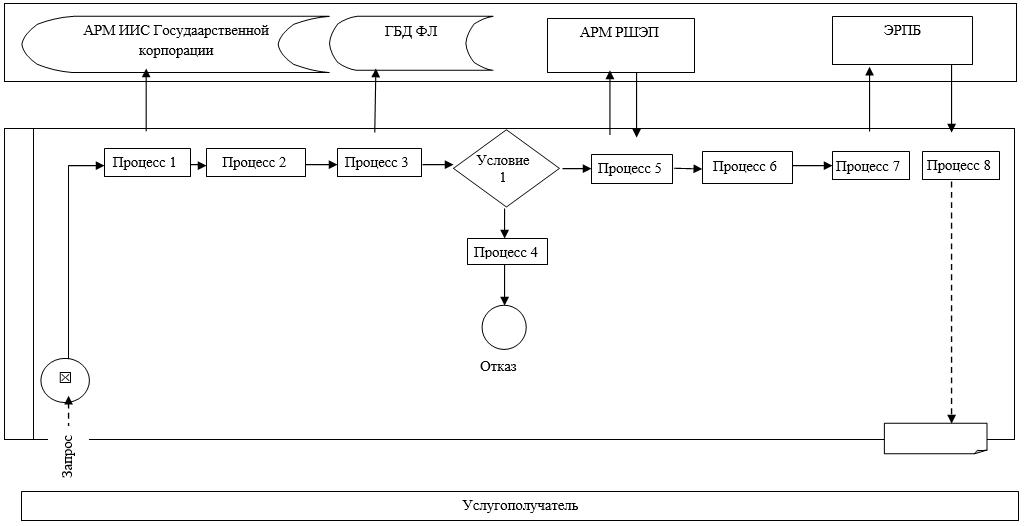 АРМ ИИС Государственной
корпорации
ГБД ФЛ
АРМ РШЭП
ЭРПБ
Процесс 1
Процесс 2
Процесс 3
Условие
1
Процесс 5
Процесс 6
Процесс 7
Процесс 8
Процесс 4
Отказ
Запрос
Услугополучатель